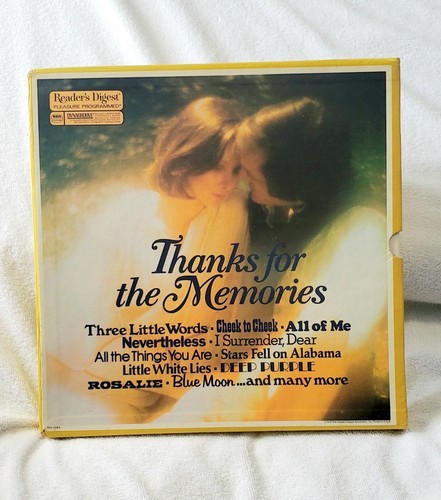 Reader's Digest
"PLEASURE PROGRAMMED"
RCA DYNAGROOVE
Thanks for
the Memories
Three Little Words • Cheek to Cheek • All of Me
Nevertheless • I Surrender, Dear
All the Things You Are • Stars Fell on Alabama
Little White Lies • DEEP PURPLE
ROSALIE • Blue Moon ...and many more